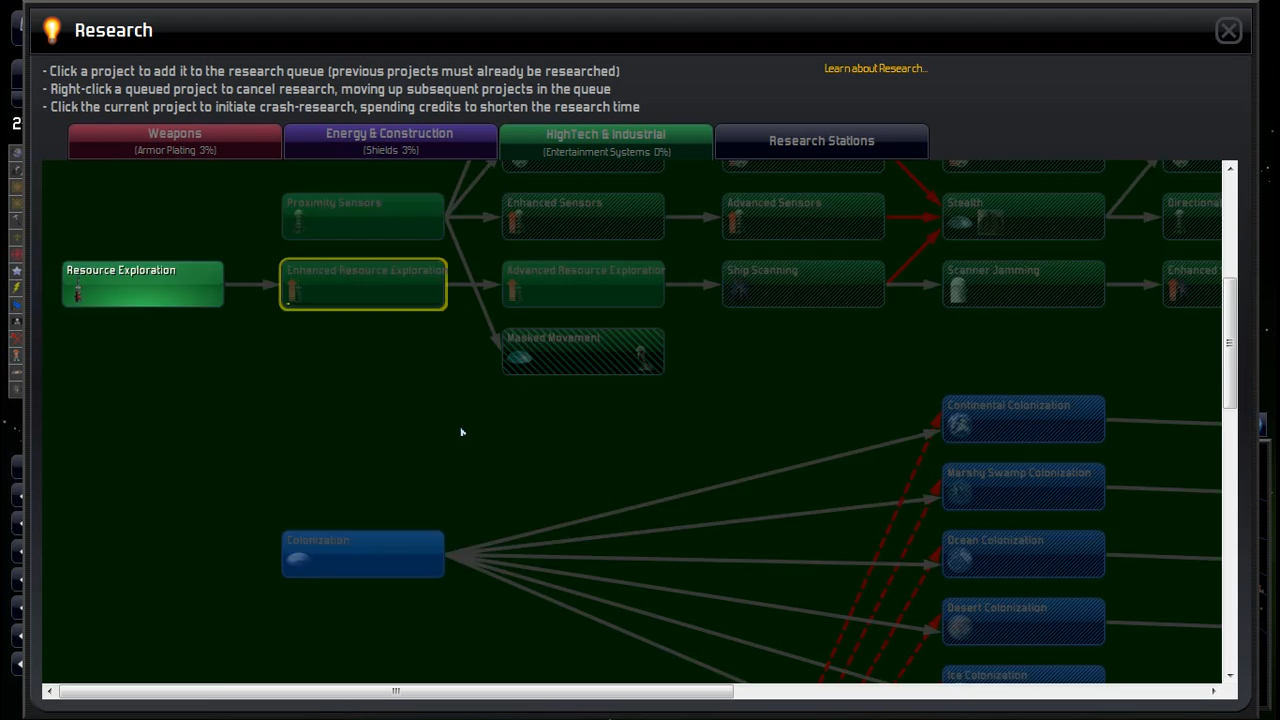 Research
- Click a project to add it to the research queue (previous projects must already be researched)
Learn about Research...
- Right-click a queued project to cancel research, moving up subsequent projects in the queue
- Click the current project to initiate crash-research, spending credits to shorten the research time
Weapons
(Armor Plating 3%)
Energy & Construction
(Shields 3%)
HighTech & Industrial
(Entertainment Systems 0%)
Research Stations
2
Proximity Sensors
Enhanced Sensors
Advanced Sensors
Stealth
Directional
Resource Exploration
Enhanced Resource Exploration
Advanced Resource Exploration
Ship Scanning
Scanner Jamming
Enhanced
Masked Movement
Continental Colonization
Marshy Swamp Colonization
Colonization
Ocean Colonization
Desert Colonization
Ice Colonization